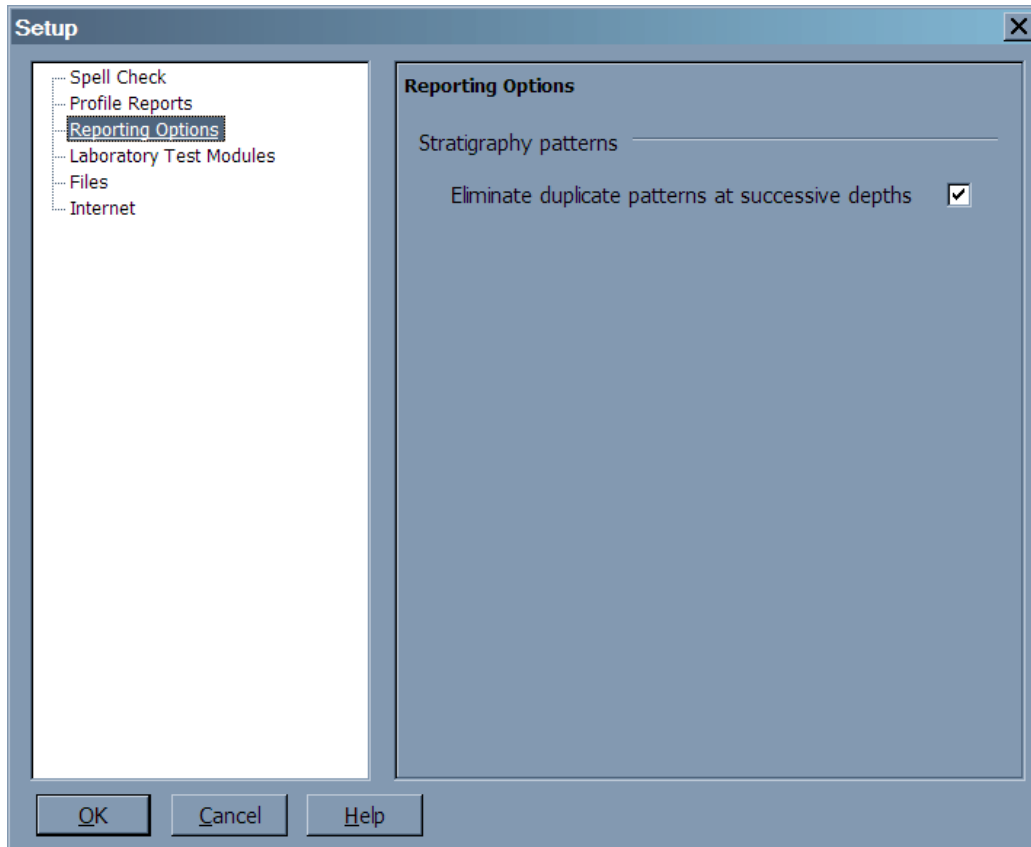 Setup
Spell Check
Profile Reports
Reporting Options
Laboratory Test Modules
Files
Internet
Reporting Options
Stratigraphy patterns
Eliminate duplicate patterns at successive depths
OK
Cancel
Help